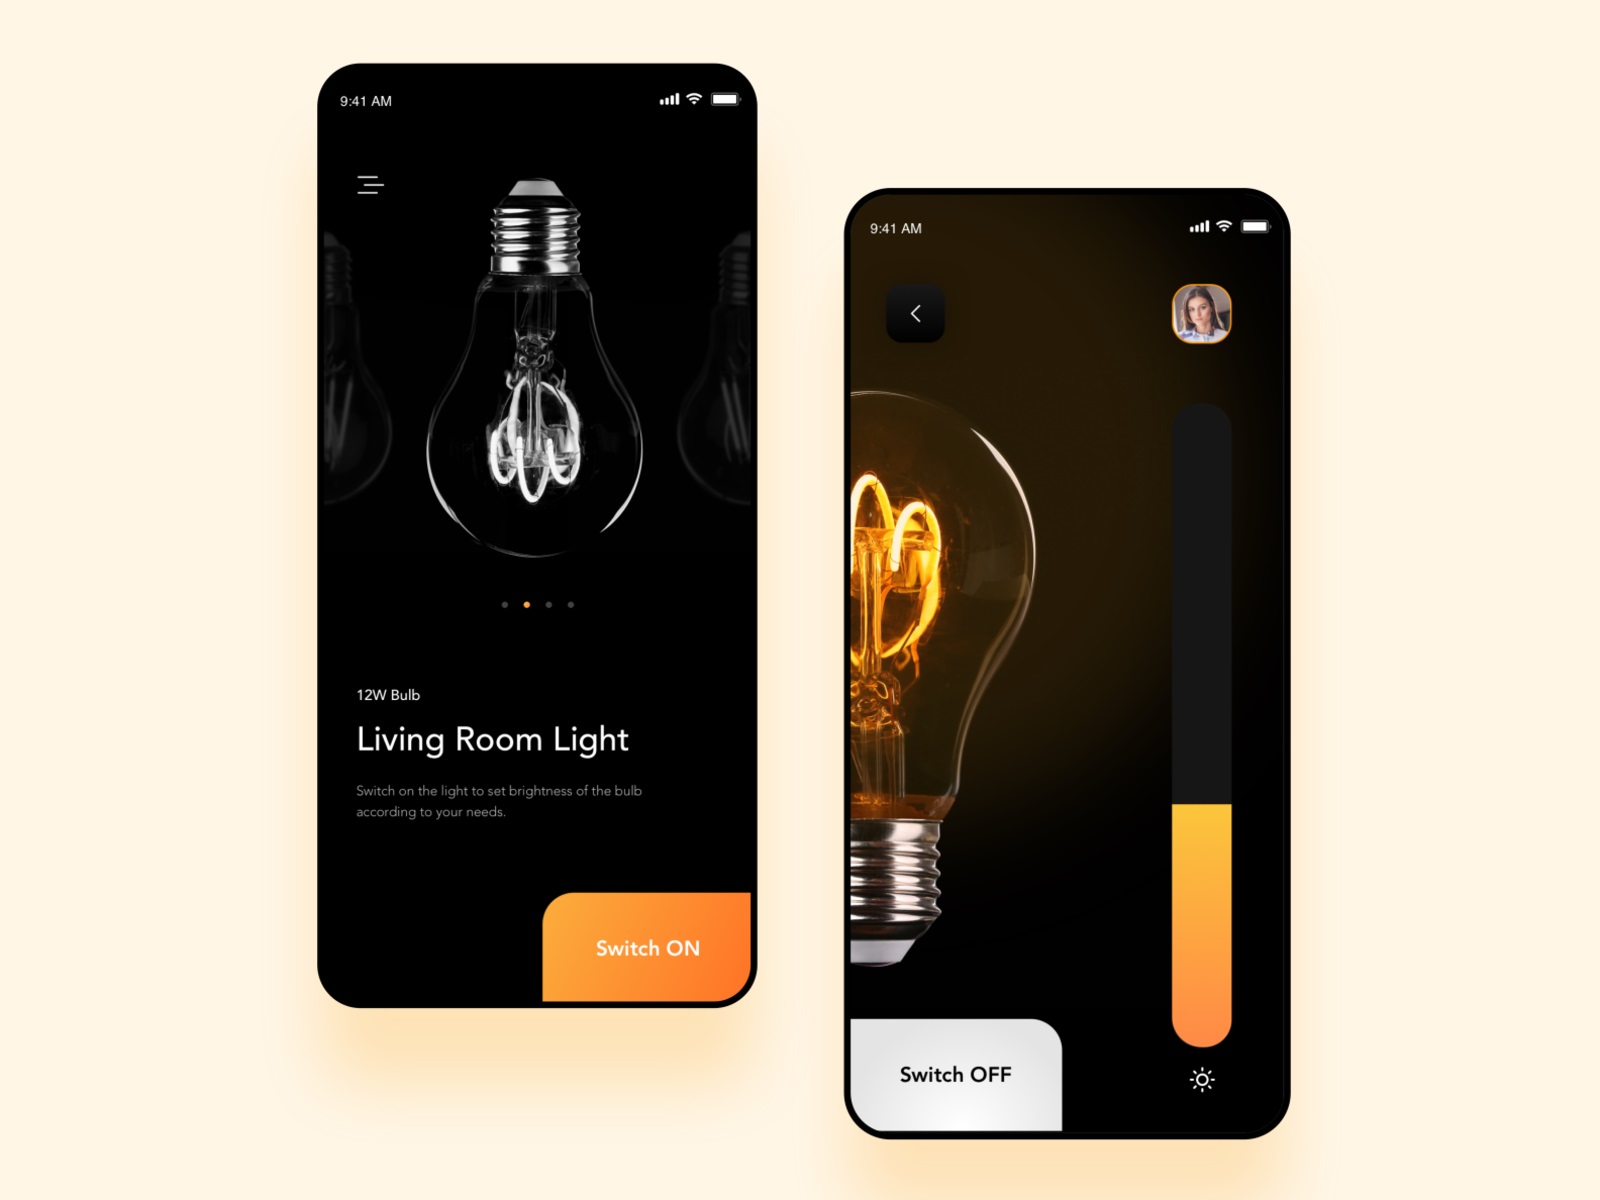 9:41 AM
12W Bulb
Living Room Light
Switch on the light to set brightness of the bulb
according to your needs.
Switch ON
9:41 AM
Switch OFF